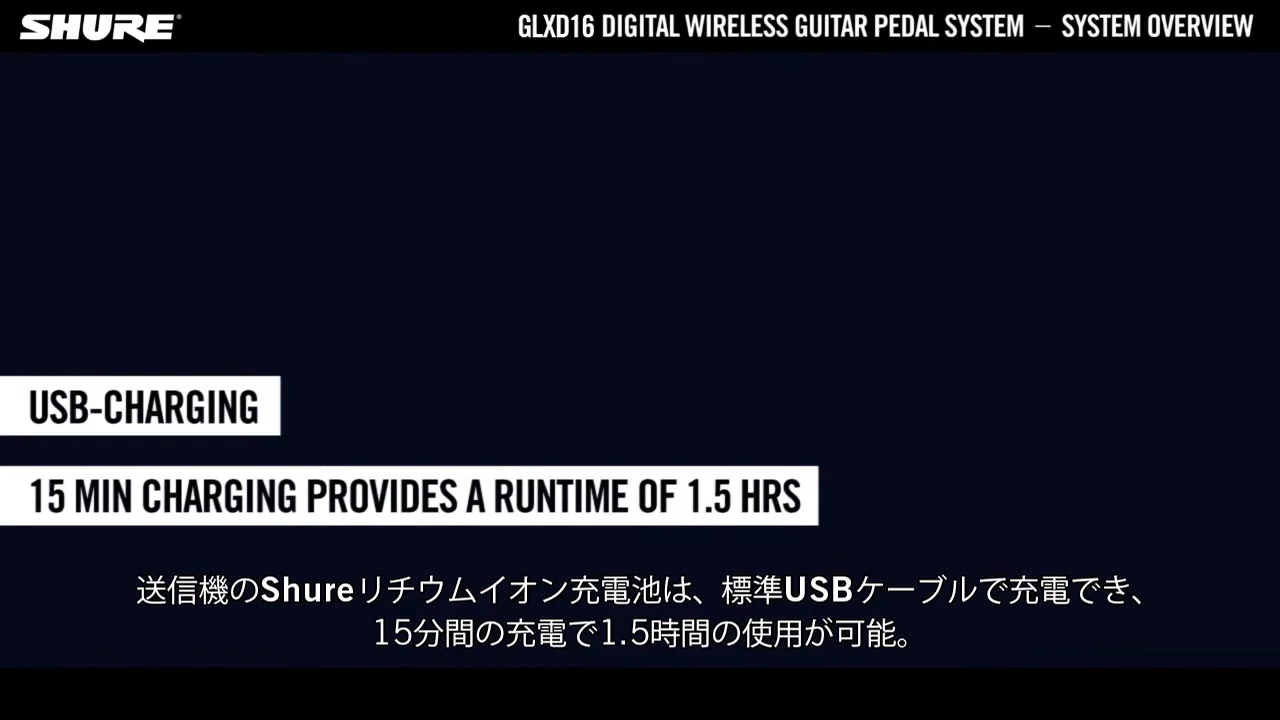 SHURE®
GLXD16 DIGITAL WIRELESS GUITAR PEDAL SYSTEM – SYSTEM OVERVIEW
USB-CHARGING
15 MIN CHARGING PROVIDES A RUNTIME OF 1.5 HRS
送信機のShureリチウムイオン充電池は、標準USBケーブルで充電でき、
15分間の充電で1.5時間の使用が可能。